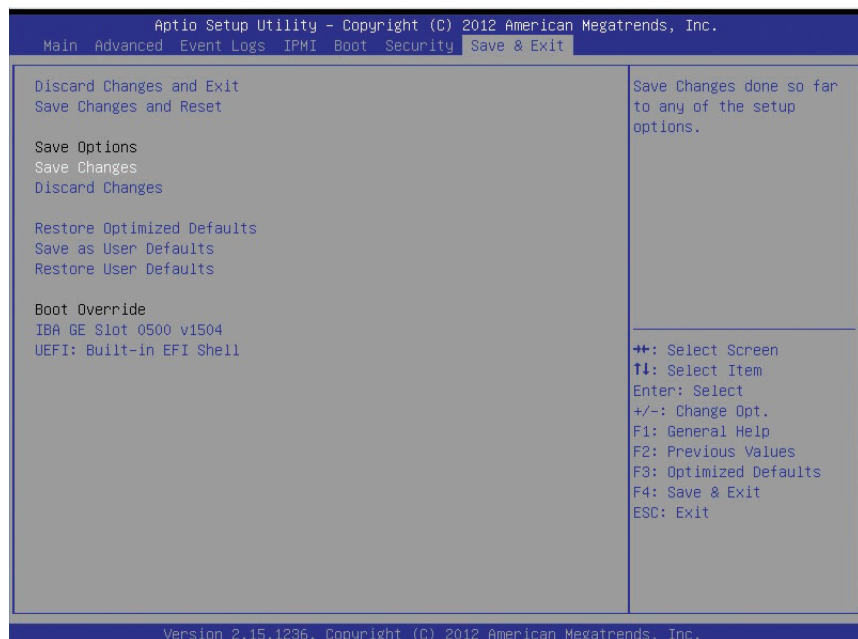 Aptio Setup Utility – Copyright (C) 2012 American Megatrends, Inc.
Main Advanced Event Logs IPMI Boot Security Save & Exit
Discard Changes and Exit
Save Changes and Reset
Save Options
Save Changes
Discard Changes
Restore Optimized Defaults
Save as User Defaults
Restore User Defaults
Boot Override
IBA GE Slot 0500 v1504
UEFI: Built-in EFI Shell
Save Changes done so far
to any of the setup
options.
→←: Select Screen
↑↓: Select Item
Enter: Select
+/-: Change Opt.
F1: General Help
F2: Previous Values
F3: Optimized Defaults
F4: Save & Exit
ESC: Exit
Version 2.15.1236. Copyright (C) 2012 American Megatrends, Inc.